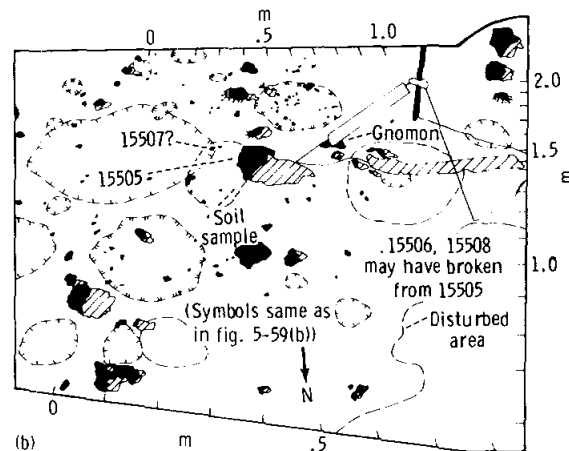 m
0 .5 1.0
2.0
15507?
Gnomon
1.5
15505
m
Soil
sample
15506, 15508
may have broken
from 15505
1.0
(Symbols same as
in fig. 5-59(b))
Disturbed
area
N
0
(b)
m
.5